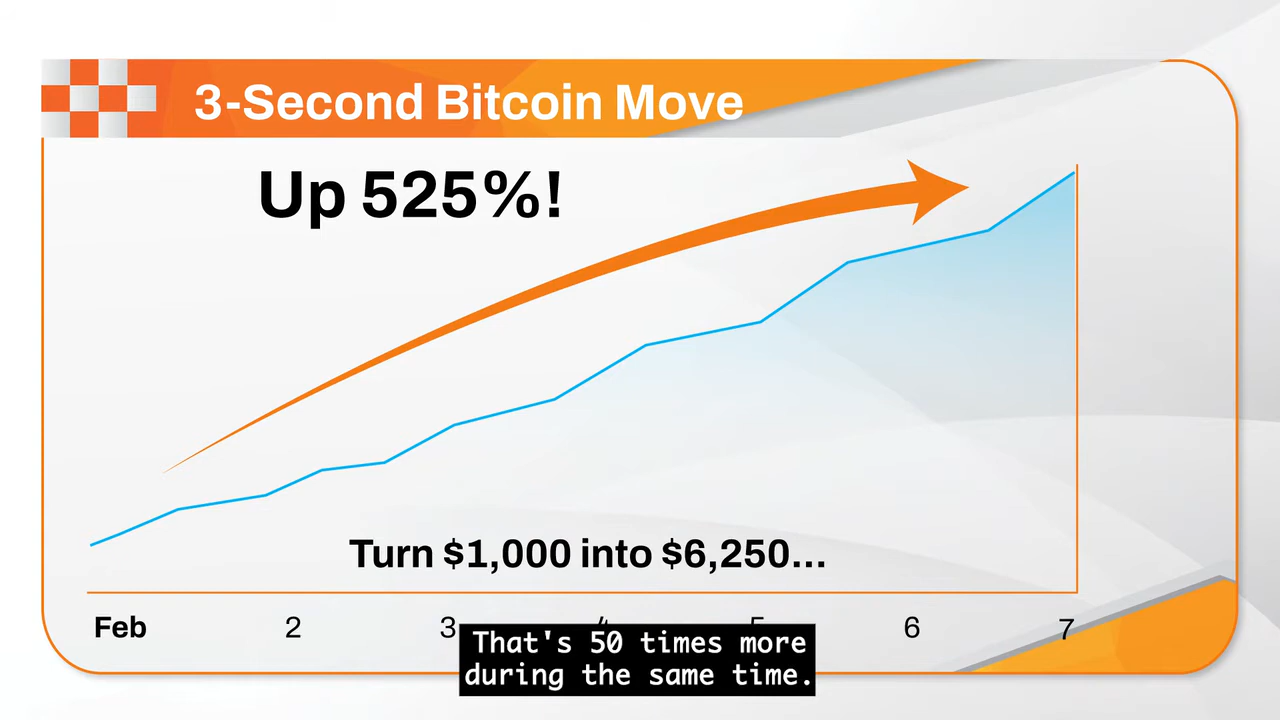 3-Second Bitcoin Move
Up 525%!
Turn $1,000 into $6,250...
Feb 2 3 4 5 6 7
That's 50 times more
during the same time.